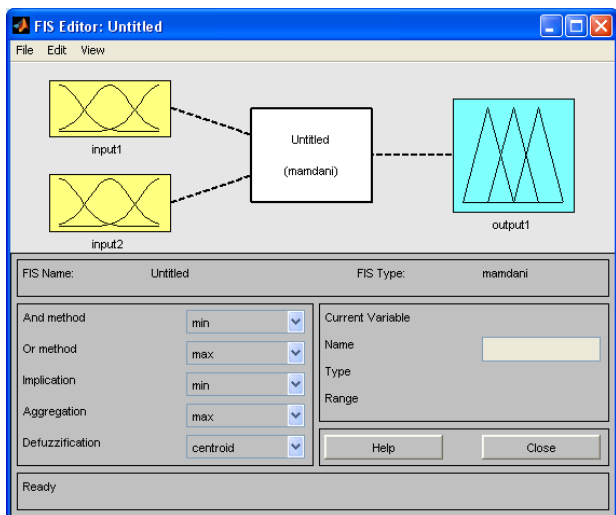 FIS Editor: Untitled
File Edit View
input1
input2
Untitled
(mamdani)
output1
FIS Name: Untitled FIS Type: mamdani
And method min
Or method max
Implication min
Aggregation max
Defuzzification centroid
Current Variable
Name
Type
Range
Help Close
Ready